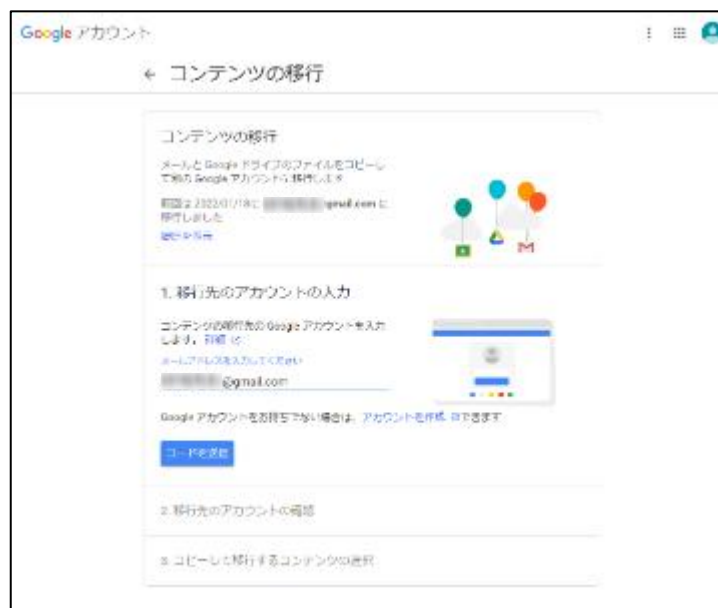 Google アカウント
← コンテンツの移行
コンテンツの移行
メールと Google ドライブのファイルをコピーし
て別の Google アカウントに移行します
前回は 2022/01/18に @gmail.com に
移行しました
履歴を表示
1. 移行先のアカウントの入力
コンテンツの移行先の Google アカウントを入力
します。詳細
メールアドレスを入力してください
@gmail.com
Google アカウントをお持ちでない場合は、アカウントを作成 できます
コードを送信
2. 移行先のアカウントの確認
3. コピーして移行するコンテンツの選択